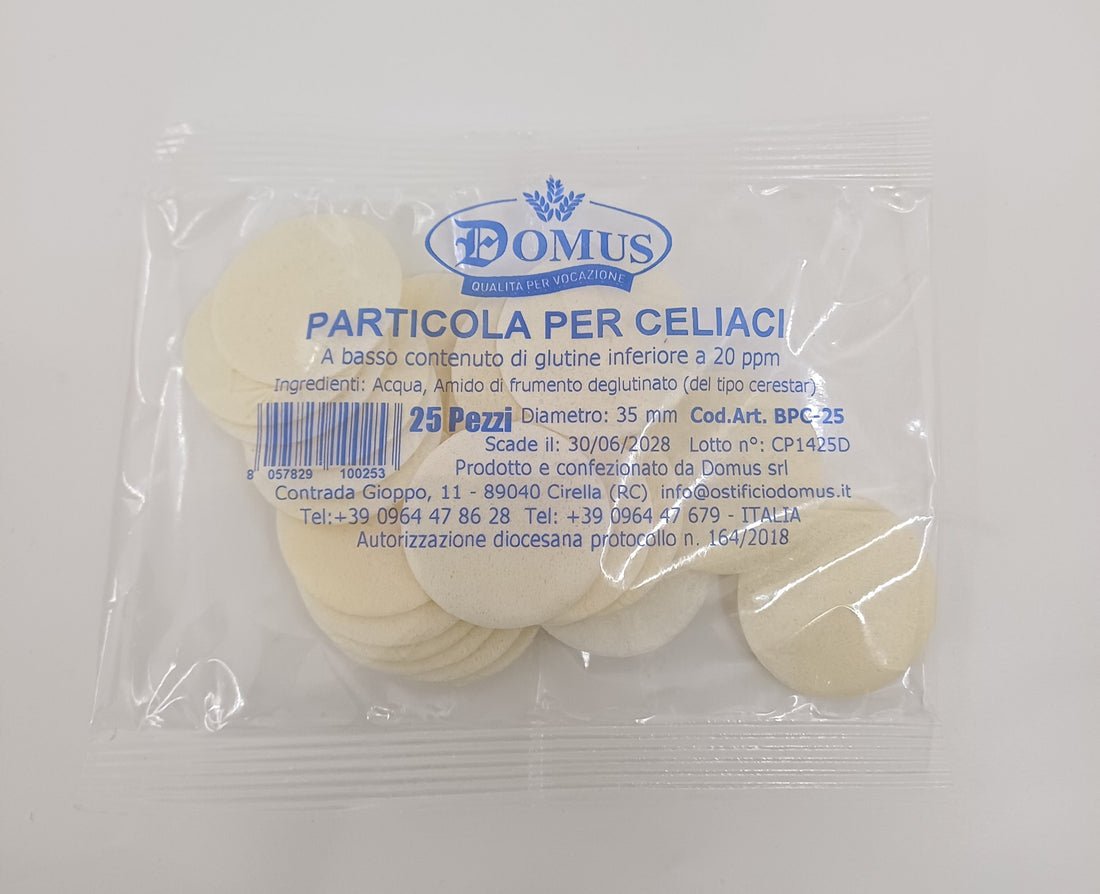 DOMUS
QUALITÀ PER VOCAZIONE
PARTICOLA PER CELIACI
A basso contenuto di glutine inferiore a 20 ppm
Ingredienti: Acqua, Amido di frumento deglutinato (del tipo cerestar)
25 Pezzi Diametro: 35 mm Cod.Art. BPC-25
Scade il: 30/06/2028 Lotto n°: CP1425D
8 057829 100253
Prodotto e confezionato da Domus srl
Contrada Gioppo, 11 - 89040 Cirella (RC) info@ostificiodomus.it
Tel:+39 0964 47 86 28 Tel: +39 0964 47 679 - ITALIA
Autorizzazione diocesana protocollo n. 164/2018